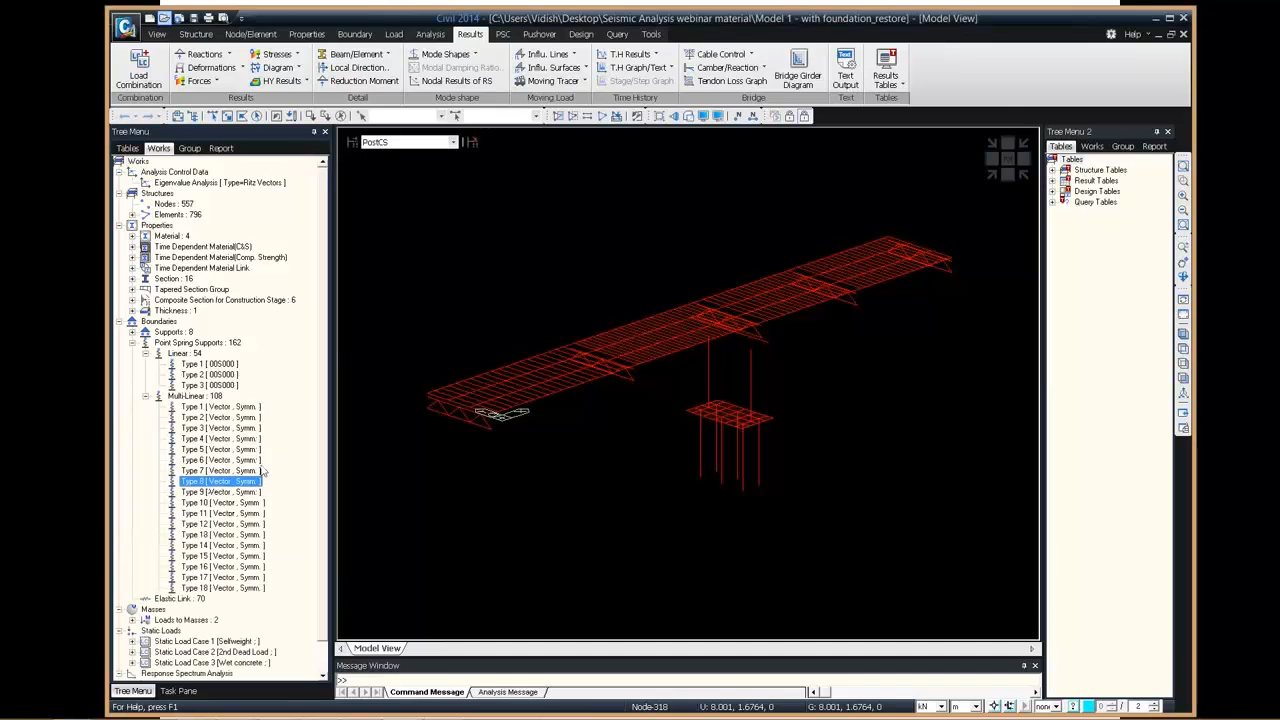 Civil 2014 - [C:\Users\Vidish\Desktop\Seismic Analysis webinar material\Model 1 - with foundation_restore] - [Model View]
View Structure Node/Element Properties Boundary Load Analysis Results PSC Pushover Design Query Tools Help
Load Combination
Reactions
Deformations
Forces
Stresses
Diagram
HY Results
Beam/Element
Local Direction..
Reduction Moment
Mode Shapes
Modal Damping Ratio..
Nodal Results of RS
Influ. Lines
Influ. Surfaces
Moving Tracer
T.H Results
T.H Graph/Text
Stage/Step Graph
Cable Control
Camber/Reaction
Tendon Loss Graph
Bridge Girder Diagram
Text Output
Results Tables
Combination Results Detail Mode shape Moving Load Time History Bridge Text Tables
Tree Menu
Tables Works Group Report
Works
Analysis Control Data
Eigenvalue Analysis [ Type=Ritz Vectors ]
Structures
Nodes : 557
Elements : 796
Properties
Material : 4
Time Dependent Material(C&S)
Time Dependent Material(Comp. Strength)
Time Dependent Material Link
Section : 16
Tapered Section Group
Composite Section for Construction Stage : 6
Thickness : 1
Boundaries
Supports : 8
Point Spring Supports : 162
Linear : 54
Type 1 [ 00S000 ]
Type 2 [ 00S000 ]
Type 3 [ 00S000 ]
Multi-Linear : 108
Type 1 [ Vector , Symm. ]
Type 2 [ Vector , Symm. ]
Type 3 [ Vector , Symm. ]
Type 4 [ Vector , Symm. ]
Type 5 [ Vector , Symm. ]
Type 6 [ Vector , Symm. ]
Type 7 [ Vector , Symm. ]
Type 8 [ Vector , Symm. ]
Type 9 [ Vector , Symm. ]
Type 10 [ Vector , Symm. ]
Type 11 [ Vector , Symm. ]
Type 12 [ Vector , Symm. ]
Type 13 [ Vector , Symm. ]
Type 14 [ Vector , Symm. ]
Type 15 [ Vector , Symm. ]
Type 16 [ Vector , Symm. ]
Type 17 [ Vector , Symm. ]
Type 18 [ Vector , Symm. ]
Elastic Link : 70
Masses
Loads to Masses : 2
Static Loads
Static Load Case 1 [Selfweight ; ]
Static Load Case 2 [2nd Dead Load ; ]
Static Load Case 3 [Wet concrete ; ]
Response Spectrum Analysis
Tree Menu Task Pane
PostCS
Model View
Message Window
>>
Command Message Analysis Message
Tree Menu 2
Tables Works Group Report
Tables
Structure Tables
Result Tables
Design Tables
Query Tables
For Help, press F1
Node-318
U: 8.001, 1.6764, 0
G: 8.001, 1.6764, 0
kN
m
none
0 / 2